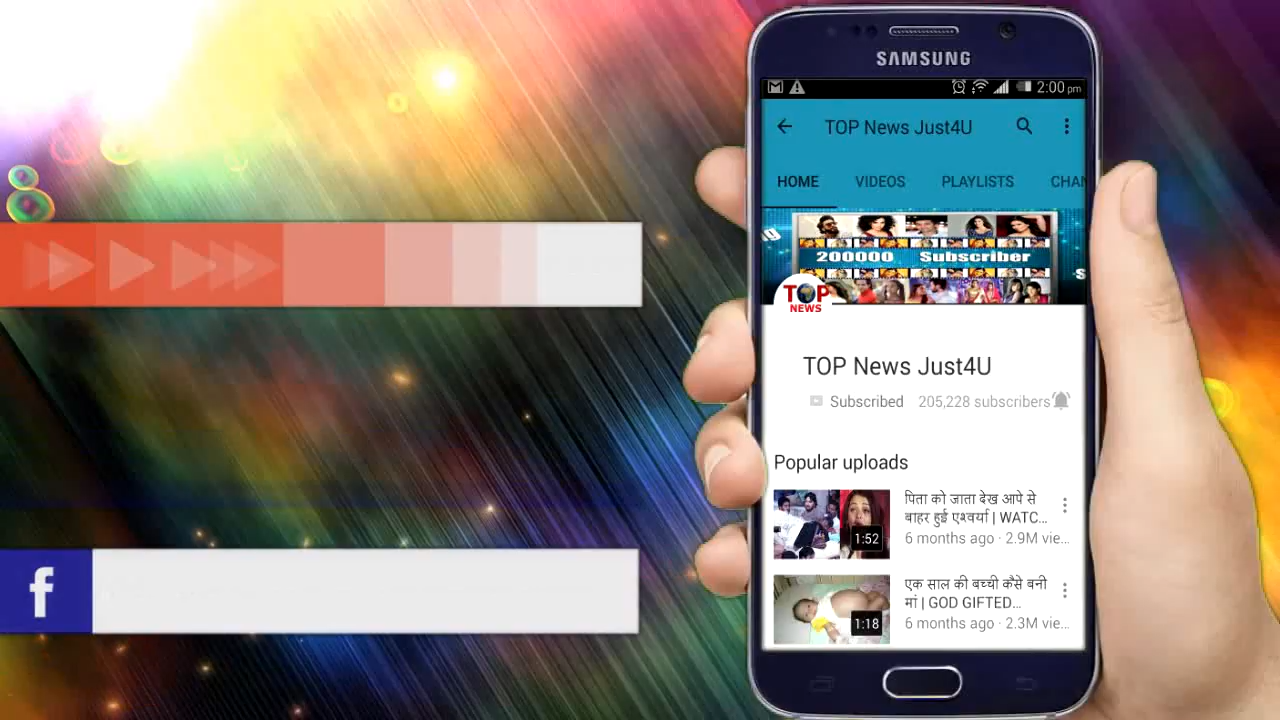 SAMSUNG
2:00 pm
TOP News Just4U
HOME VIDEOS PLAYLISTS CHAN
200000 Subscriber
TOP
NEWS
TOP News Just4U
Subscribed 205,228 subscribers
Popular uploads
पिता को जाता देख आपे से
बाहर हुई एश्वर्या | WATC...
1:52
6 months ago · 2.9M vie...
एक साल की बच्ची कैसे बनी
मां | GOD GIFTED...
1:18
6 months ago · 2.3M vie...
f